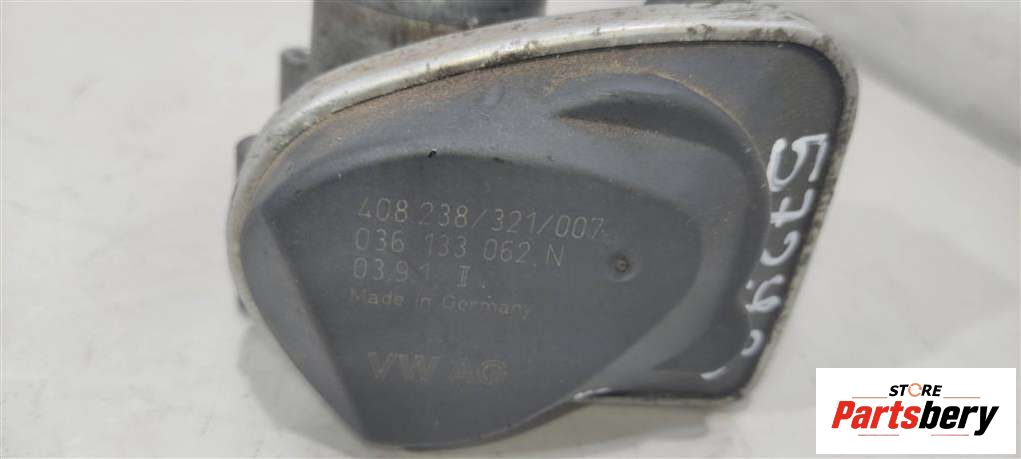 408.238/321/007
036 133 062 N
03.9.1 II
Made in Germany
VW AG
STORE
Partsbery